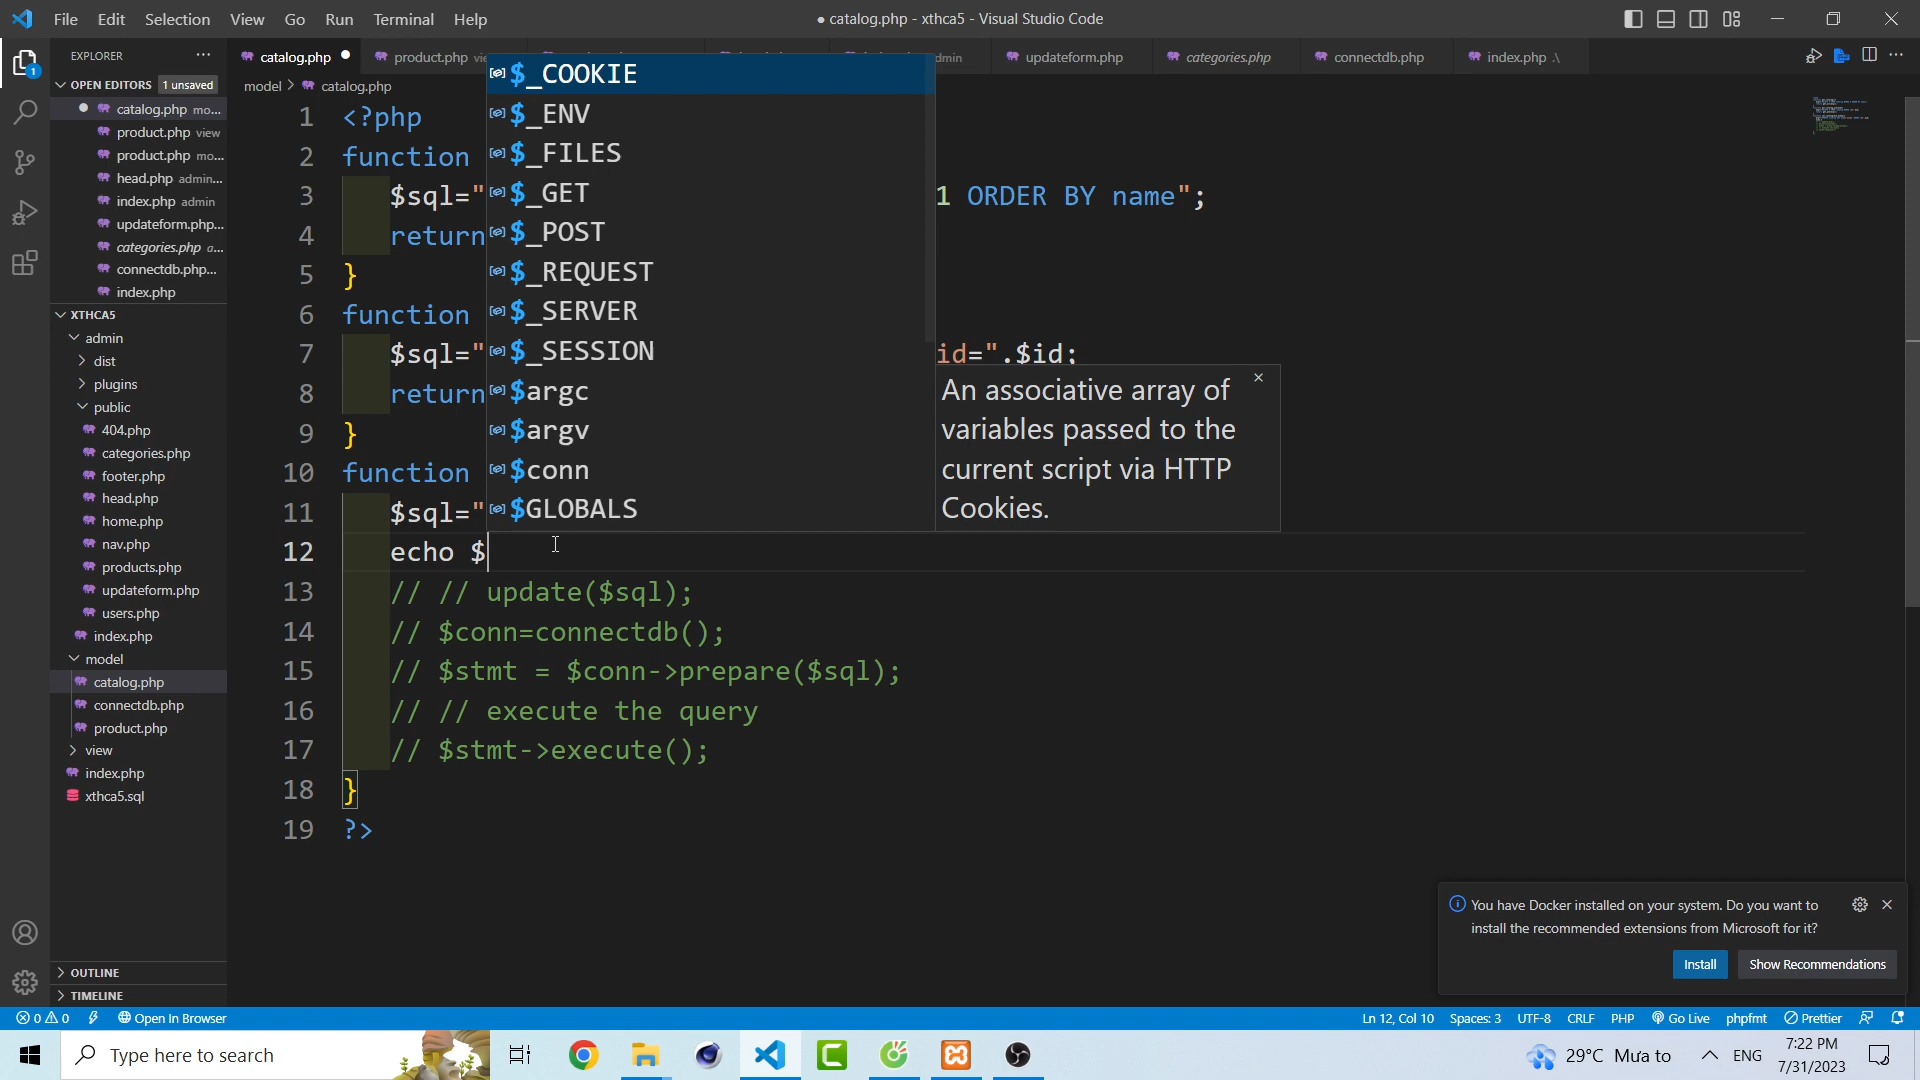 File Edit Selection View Go Run Terminal Help
● catalog.php - xthca5 - Visual Studio Code
EXPLORER
OPEN EDITORS 1 unsaved
catalog.php mo...
product.php view
product.php mo...
head.php admin...
index.php admin
updateform.php...
categories.php a...
connectdb.php...
index.php
XTHCA5
admin
dist
plugins
public
404.php
categories.php
footer.php
head.php
home.php
nav.php
products.php
updateform.php
users.php
index.php
model
catalog.php
connectdb.php
product.php
view
index.php
xthca5.sql
OUTLINE
TIMELINE
catalog.php ● product.php updateform.php categories.php connectdb.php index.php .\
model > catalog.php
1 <?php
2 function
3 $sql=" 1 ORDER BY name";
4 return
5 }
6 function
7 $sql=" id=".$id;
8 return
9 }
10 function
11 $sql="
12 echo $
13 // // update($sql);
14 // $conn=connectdb();
15 // $stmt = $conn->prepare($sql);
16 // // execute the query
17 // $stmt->execute();
18 }
19 ?>
$_COOKIE
$_ENV
$_FILES
$_GET
$_POST
$_REQUEST
$_SERVER
$_SESSION
$argc
$argv
$conn
$GLOBALS
An associative array of
variables passed to the
current script via HTTP
Cookies.
You have Docker installed on your system. Do you want to
install the recommended extensions from Microsoft for it?
Install Show Recommendations
0 0 Open In Browser
Ln 12, Col 10 Spaces: 3 UTF-8 CRLF PHP Go Live phpfmt Prettier
Type here to search
29°C Mưa to ENG
7:22 PM
7/31/2023